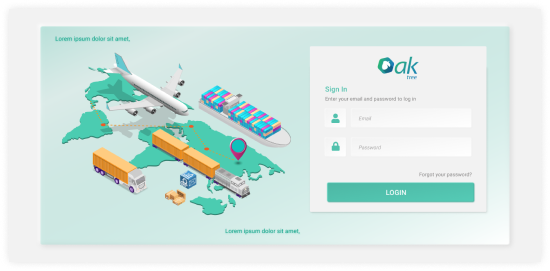 Lorem ipsum dolor sit amet,
Oak
tree
Sign In
Enter your email and password to log in
Email
Password
Forgot your password?
LOGIN
Lorem ipsum dolor sit amet,